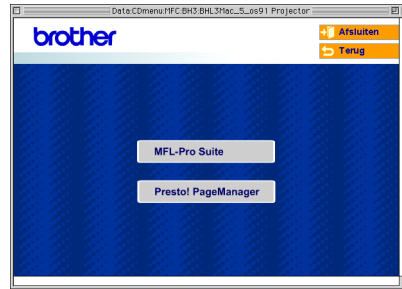 Data:CDmenu:MFC:BH3:BHL3Mac_5_os91 Projector
brother
Afsluiten
Terug
MFL-Pro Suite
Presto! PageManager